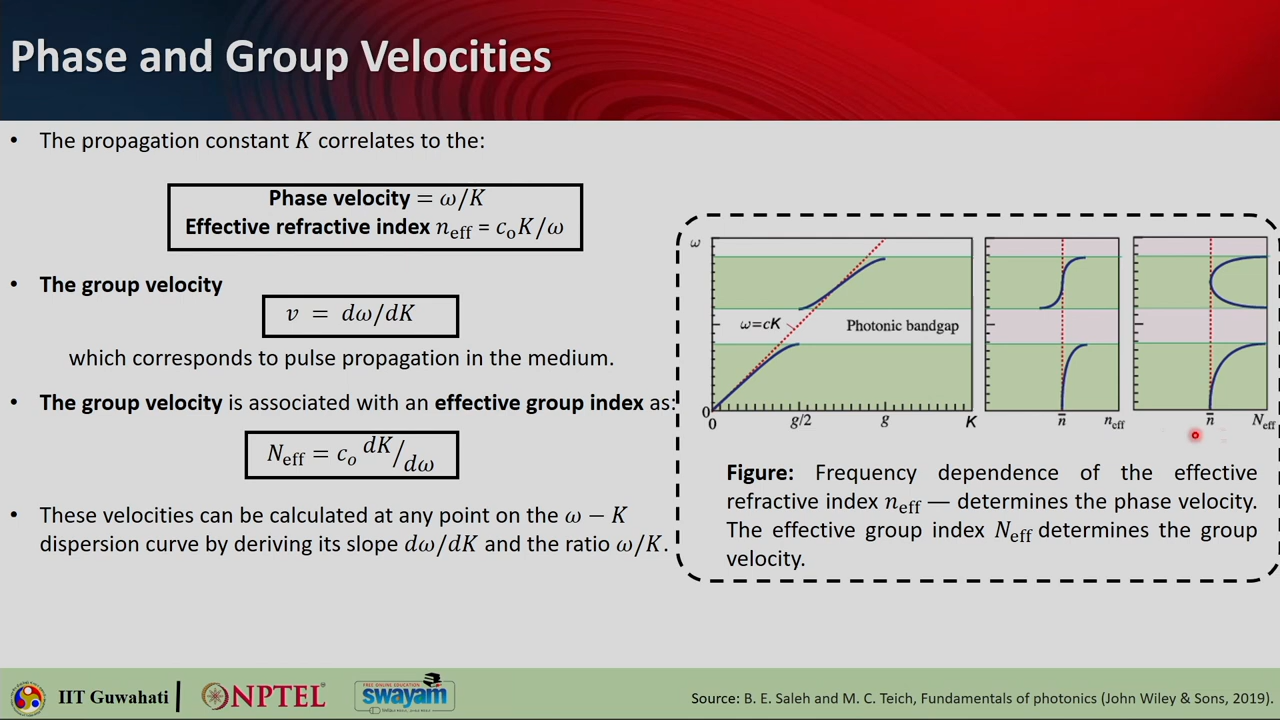 Phase and Group Velocities
• The propagation constant K correlates to the:
Phase velocity = ω/K
Effective refractive index n_eff = c_oK/ω
• The group velocity
v = dω/dK
which corresponds to pulse propagation in the medium.
• The group velocity is associated with an effective group index as:
N_eff = c_o dK/dω
• These velocities can be calculated at any point on the ω − K
dispersion curve by deriving its slope dω/dK and the ratio ω/K.
ω
ω=cK
Photonic bandgap
0
0 g/2 g K
n̄ n_eff
n̄ N_eff
Figure: Frequency dependence of the effective
refractive index n_eff — determines the phase velocity.
The effective group index N_eff determines the group
velocity.
IIT Guwahati
NPTEL
FREE ONLINE EDUCATION
swayam
Source: B. E. Saleh and M. C. Teich, Fundamentals of photonics(John Wiley & Sons, 2019).